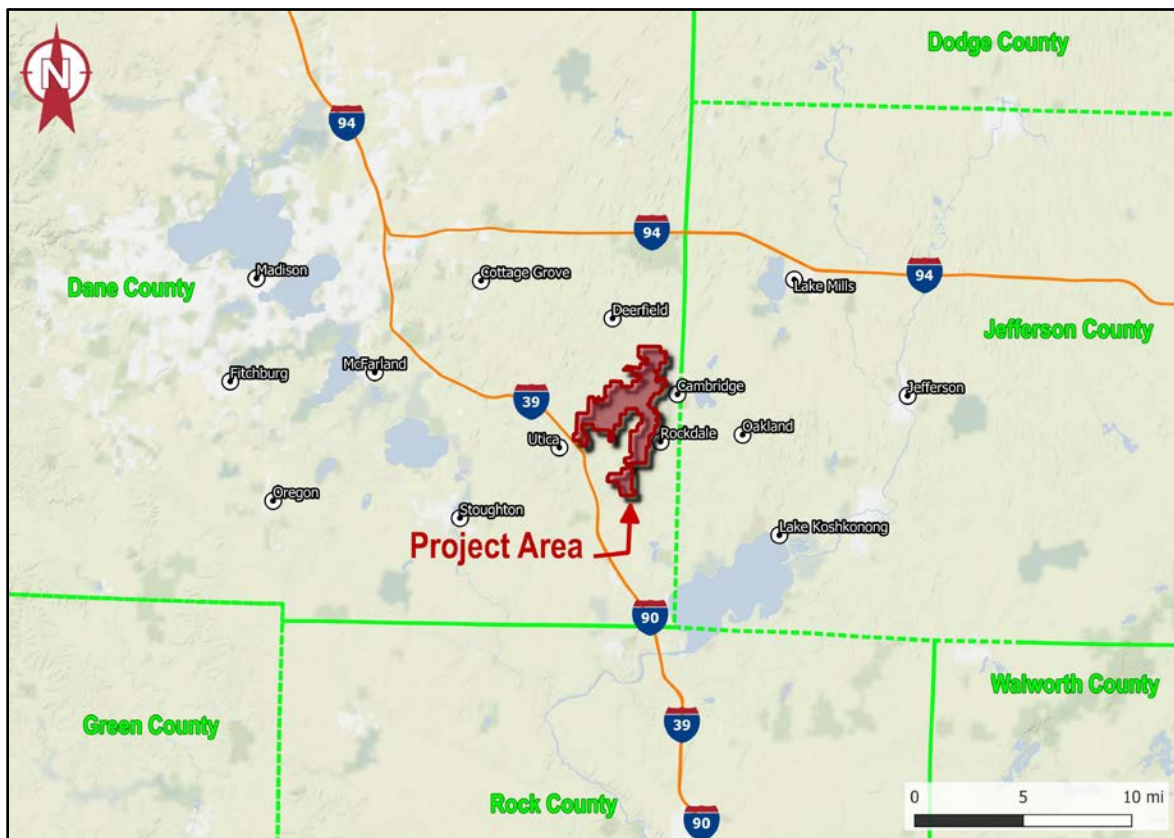 N
Dodge County
94
94
94
Madison
Cottage Grove
Lake Mills
Dane County
Deerfield
Jefferson County
McFarland
Fitchburg
Cambridge
Jefferson
39
Utica
Rockdale
Oakland
Oregon
Stoughton
Lake Koshkonong
Project Area
90
Walworth County
Green County
39
Rock County
0 5 10 mi
90